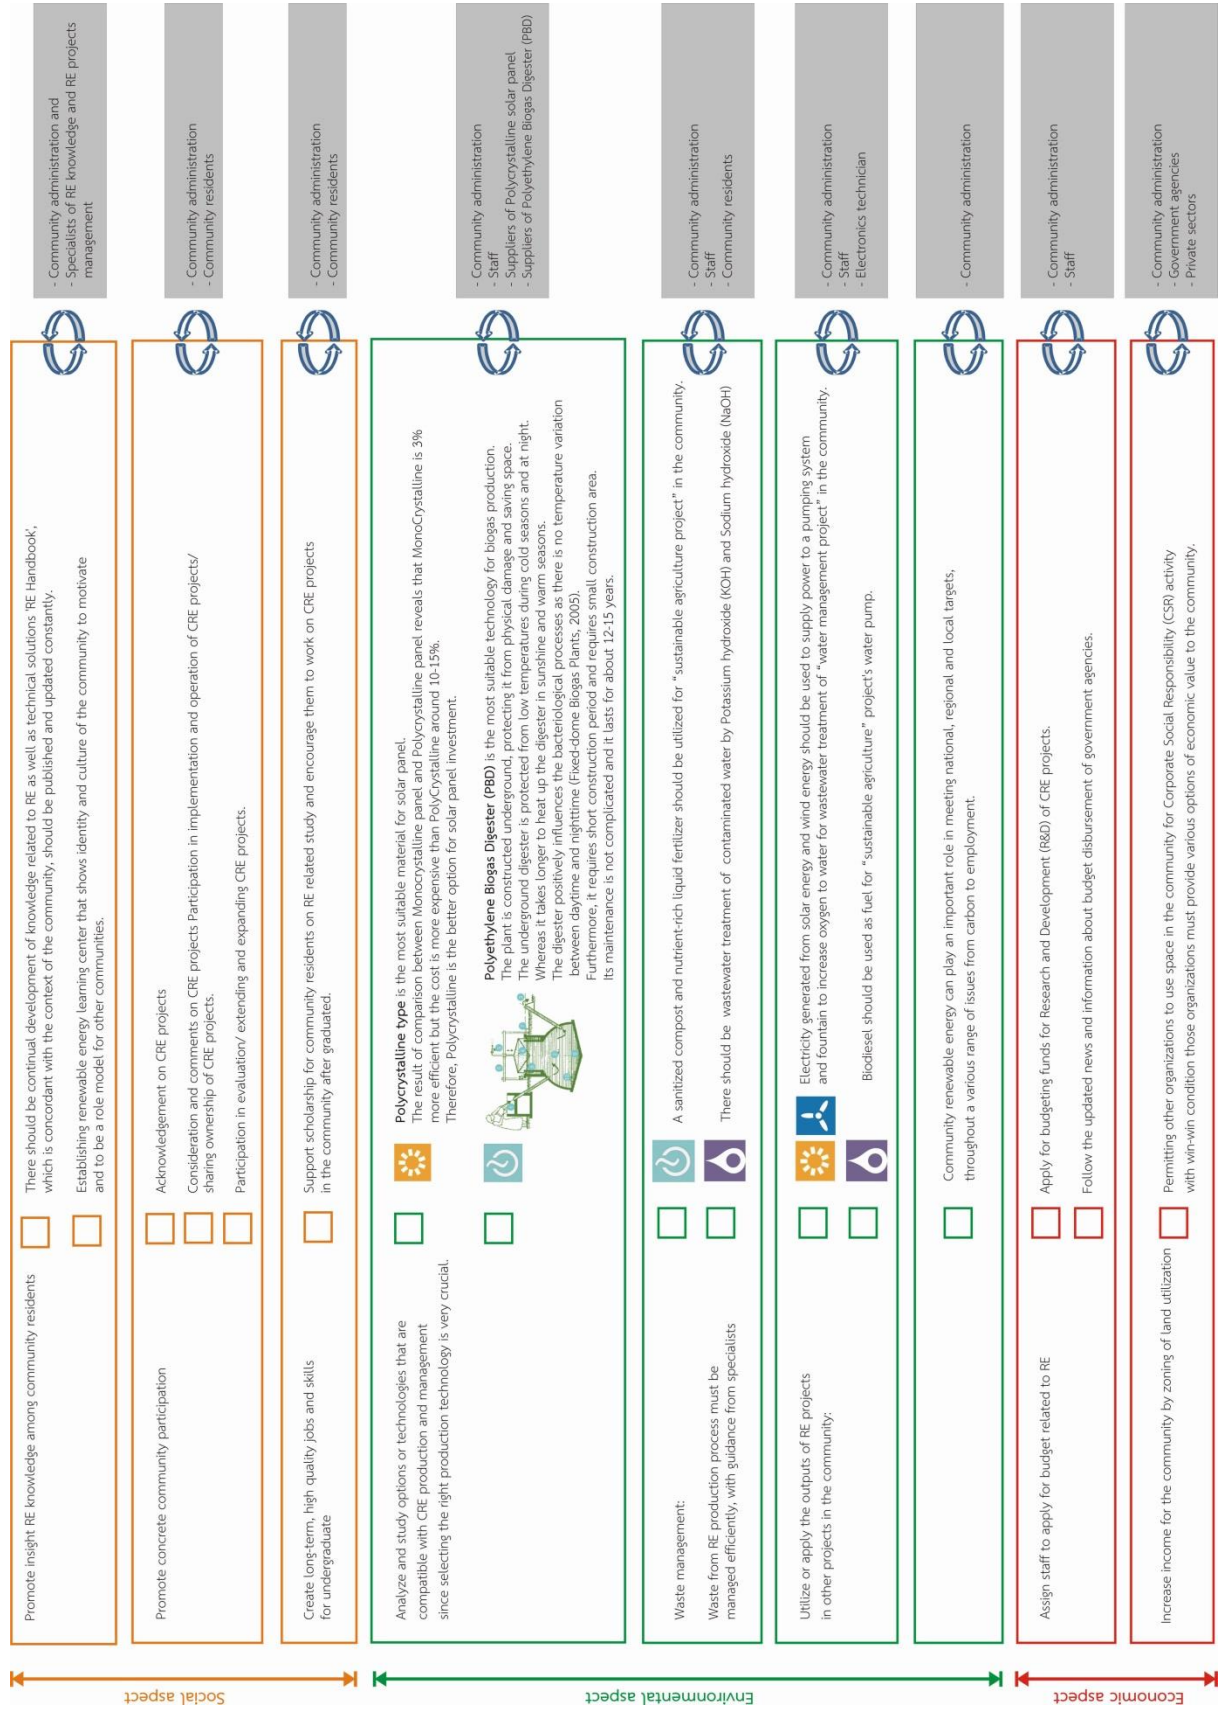 Social aspect
Promote insight RE knowledge among community residents
There should be continual development of knowledge related to RE as well as technical solutions 'RE Handbook',
which is concordant with the context of the community, should be published and updated constantly.
Establishing renewable energy learning center that shows identity and culture of the community to motivate
and to be a role model for other communities.
- Community administration and
- Specialists of RE knowledge and RE projects
management
Promote concrete community participation
Acknowledgement on CRE projects
Consideration and comments on CRE projects Participation in implementation and operation of CRE projects/
sharing ownership of CRE projects.
Participation in evaluation/ extending and expanding CRE projects.
- Community administration
- Community residents
Create long-term, high quality jobs and skills
for undergraduate
Support scholarship for community residents on RE related study and encourage them to work on CRE projects
in the community after graduated.
- Community administration
- Community residents
Environmental aspect
Analyze and study options or technologies that are
compatible with CRE production and management
since selecting the right production technology is very crucial.
Polycrystalline type is the most suitable material for solar panel.
The result of comparison between Monocrystalline panel and Polycrystalline panel reveals that MonoCrystalline is 3%
more efficient but the cost is more expensive than PolyCrystalline around 10-15%.
Therefore, Polycrystalline is the better option for solar panel investment.
Polyethylene Biogas Digester (PBD) is the most suitable technology for biogas production.
The plant is constructed underground, protecting it from physical damage and saving space.
The underground digester is protected from low temperatures during cold seasons and at night.
Whereas it takes longer to heat up the digester in sunshine and warm seasons.
The digester positively influences the bacteriological processes as there is no temperature variation
between daytime and nighttime (Fixed-dome Biogas Plants, 2005).
Furthermore, it requires short construction period and requires small construction area.
Its maintenance is not complicated and it lasts for about 12-15 years.
- Community administration
- Staff
- Suppliers of Polycrystalline solar panel
- Suppliers of Polyethylene Biogas Digester (PBD)
Waste management:
Waste from RE production process must be
managed efficiently, with guidance from specialists
A sanitized compost and nutrient-rich liquid fertilizer should be utilized for "sustainable agriculture project" in the community.
There should be wastewater treatment of contaminated water by Potassium hydroxide (KOH) and Sodium hydroxide (NaOH)
- Community administration
- Staff
- Community residents
Utilize or apply the outputs of RE projects
in other projects in the community:
Electricity generated from solar energy and wind energy should be used to supply power to a pumping system
and fountain to increase oxygen to water for wastewater treatment of "water management project" in the community.
Biodiesel should be used as fuel for "sustainable agriculture" project's water pump.
- Community administration
- Staff
- Electronics technician
Community renewable energy can play an important role in meeting national, regional and local targets,
throughout a various range of issues from carbon to employment.
- Community administration
Economic aspect
Assign staff to apply for budget related to RE
Apply for budgeting funds for Research and Development (R&D) of CRE projects.
Follow the updated news and information about budget disbursement of government agencies.
- Community administration
- Staff
Increase income for the community by zoning of land utilization
Permitting other organizations to use space in the community for Corporate Social Responsibility (CSR) activity
with win-win condition those organizations must provide various options of economic value to the community.
- Community administration
- Government agencies
- Private sectors